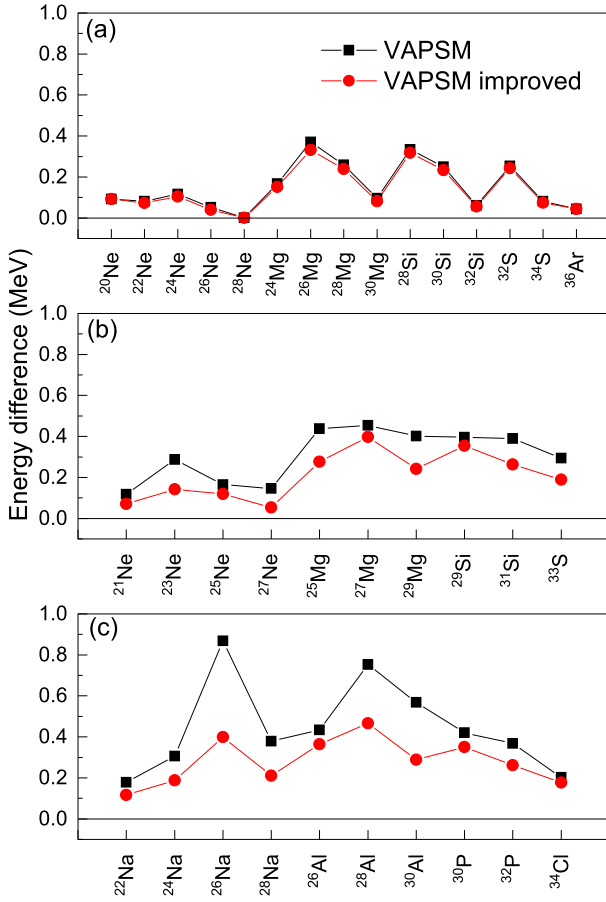 (a)
VAPSM
VAPSM improved
1.0
0.8
0.6
0.4
0.2
0.0
²⁰Ne ²²Ne ²⁴Ne ²⁶Ne ²⁸Ne ²⁴Mg ²⁶Mg ²⁸Mg ³⁰Mg ²⁸Si ³⁰Si ³²Si ³²S ³⁴S ³⁶Ar
Energy difference (MeV)
(b)
1.0
0.8
0.6
0.4
0.2
0.0
²¹Ne ²³Ne ²⁵Ne ²⁷Ne ²⁵Mg ²⁷Mg ²⁹Mg ²⁹Si ³¹Si ³³S
(c)
1.0
0.8
0.6
0.4
0.2
0.0
²²Na ²⁴Na ²⁶Na ²⁸Na ²⁶Al ²⁸Al ³⁰Al ³⁰P ³²P ³⁴Cl